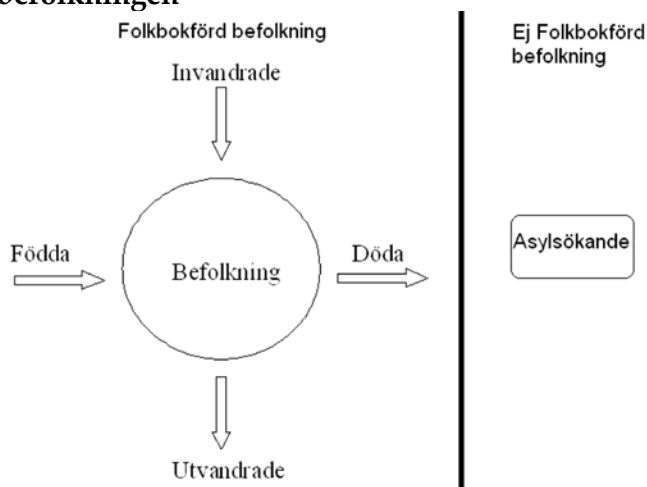 befolkningen
Folkbokförd befolkning
Invandrade
Födda
Befolkning
Döda
Utvandrade
Ej Folkbokförd
befolkning
Asylsökande